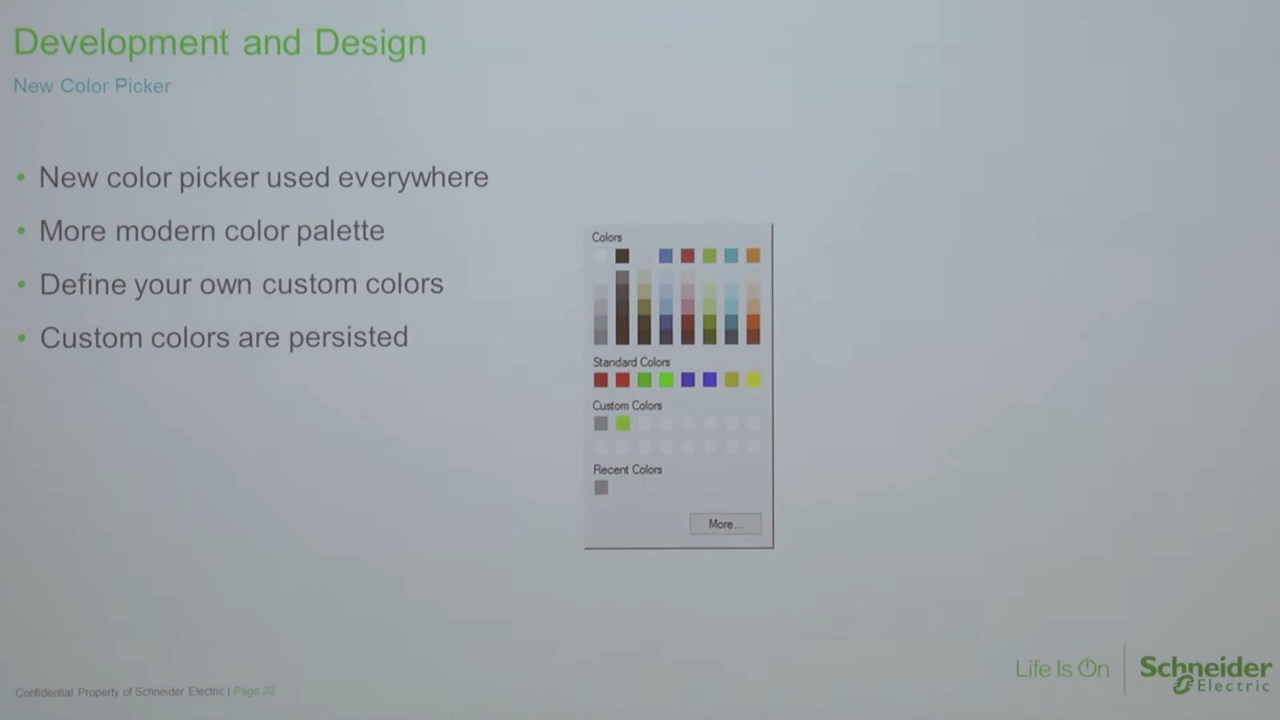 Development and Design
New Color Picker
• New color picker used everywhere
• More modern color palette
• Define your own custom colors
• Custom colors are persisted
Colors
Standard Colors
Custom Colors
Recent Colors
More...
Confidential Property of Schneider Electric | Page 28
Life Is On
Schneider
Electric